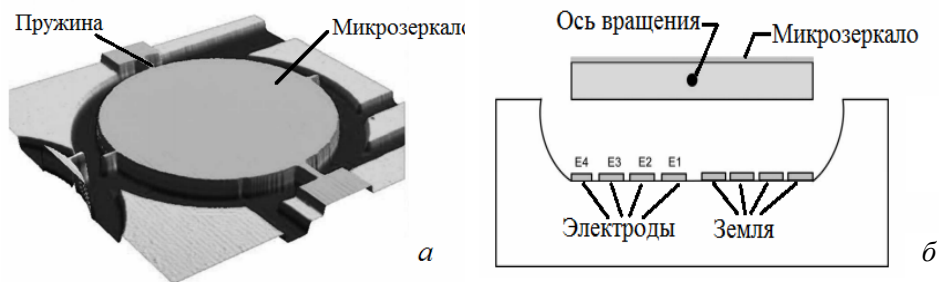 Пружина
Микрозеркало
а
Ось вращения
Микрозеркало
E4 E3 E2 E1
Электроды
Земля
б